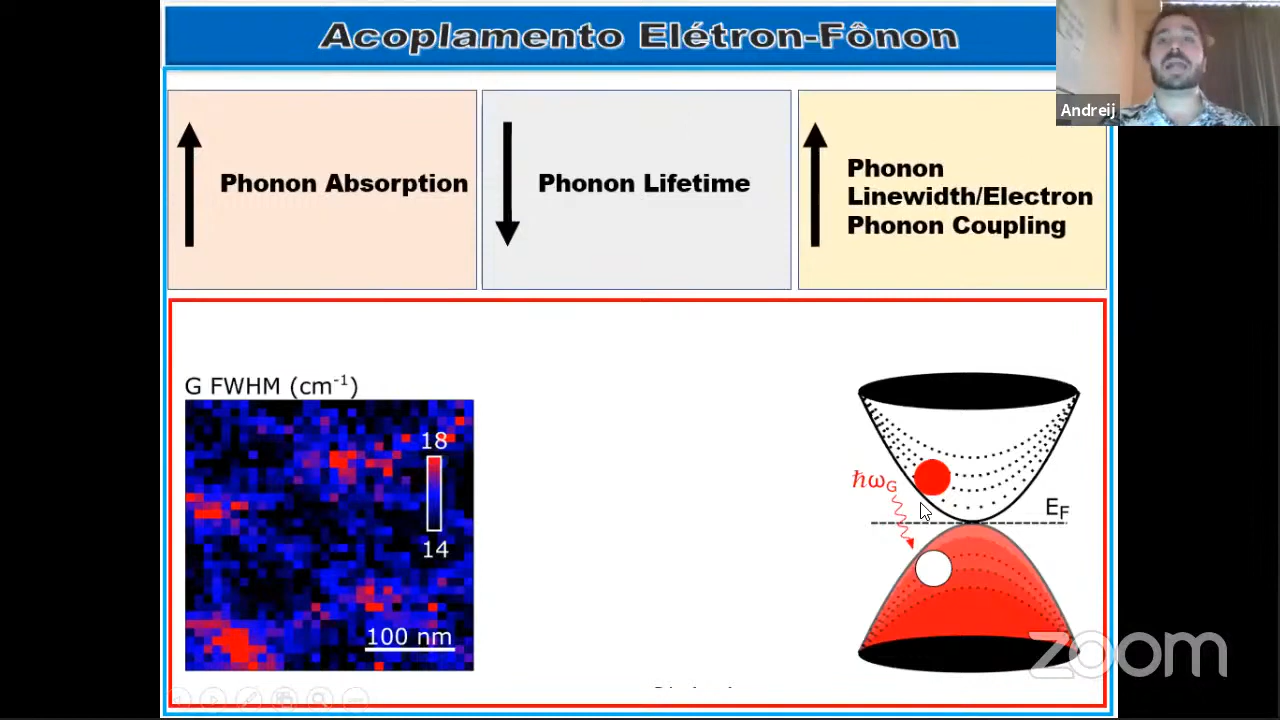 Acoplamento Elétron-Fônon
Andreij
Phonon Absorption
Phonon Lifetime
Phonon
Linewidth/Electron
Phonon Coupling
G FWHM (cm⁻¹)
18
14
100 nm
ħω_G
E_F
zoom